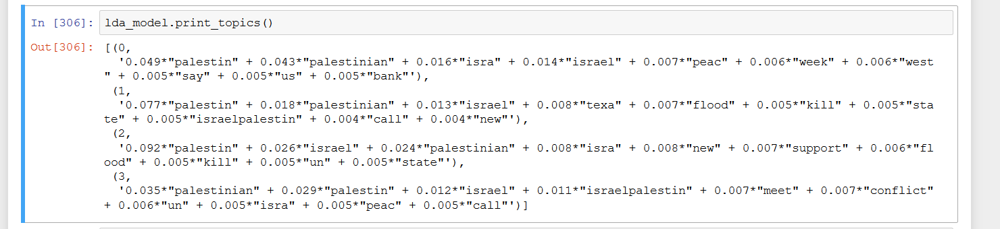 In [306]: lda_model.print_topics()
Out[306]: [(0,
'0.049*"palestin" + 0.043*"palestinian" + 0.016*"isra" + 0.014*"israel" + 0.007*"peac" + 0.006*"week" + 0.006*"west
" + 0.005*"say" + 0.005*"us" + 0.005*"bank"'),
(1,
'0.077*"palestin" + 0.018*"palestinian" + 0.013*"israel" + 0.008*"texa" + 0.007*"flood" + 0.005*"kill" + 0.005*"sta
te" + 0.005*"israelpalestin" + 0.004*"call" + 0.004*"new"'),
(2,
'0.092*"palestin" + 0.026*"israel" + 0.024*"palestinian" + 0.008*"isra" + 0.008*"new" + 0.007*"support" + 0.006*"fl
ood" + 0.005*"kill" + 0.005*"un" + 0.005*"state"'),
(3,
'0.035*"palestinian" + 0.029*"palestin" + 0.012*"israel" + 0.011*"israelpalestin" + 0.007*"meet" + 0.007*"conflict"
+ 0.006*"un" + 0.005*"isra" + 0.005*"peac" + 0.005*"call"')]